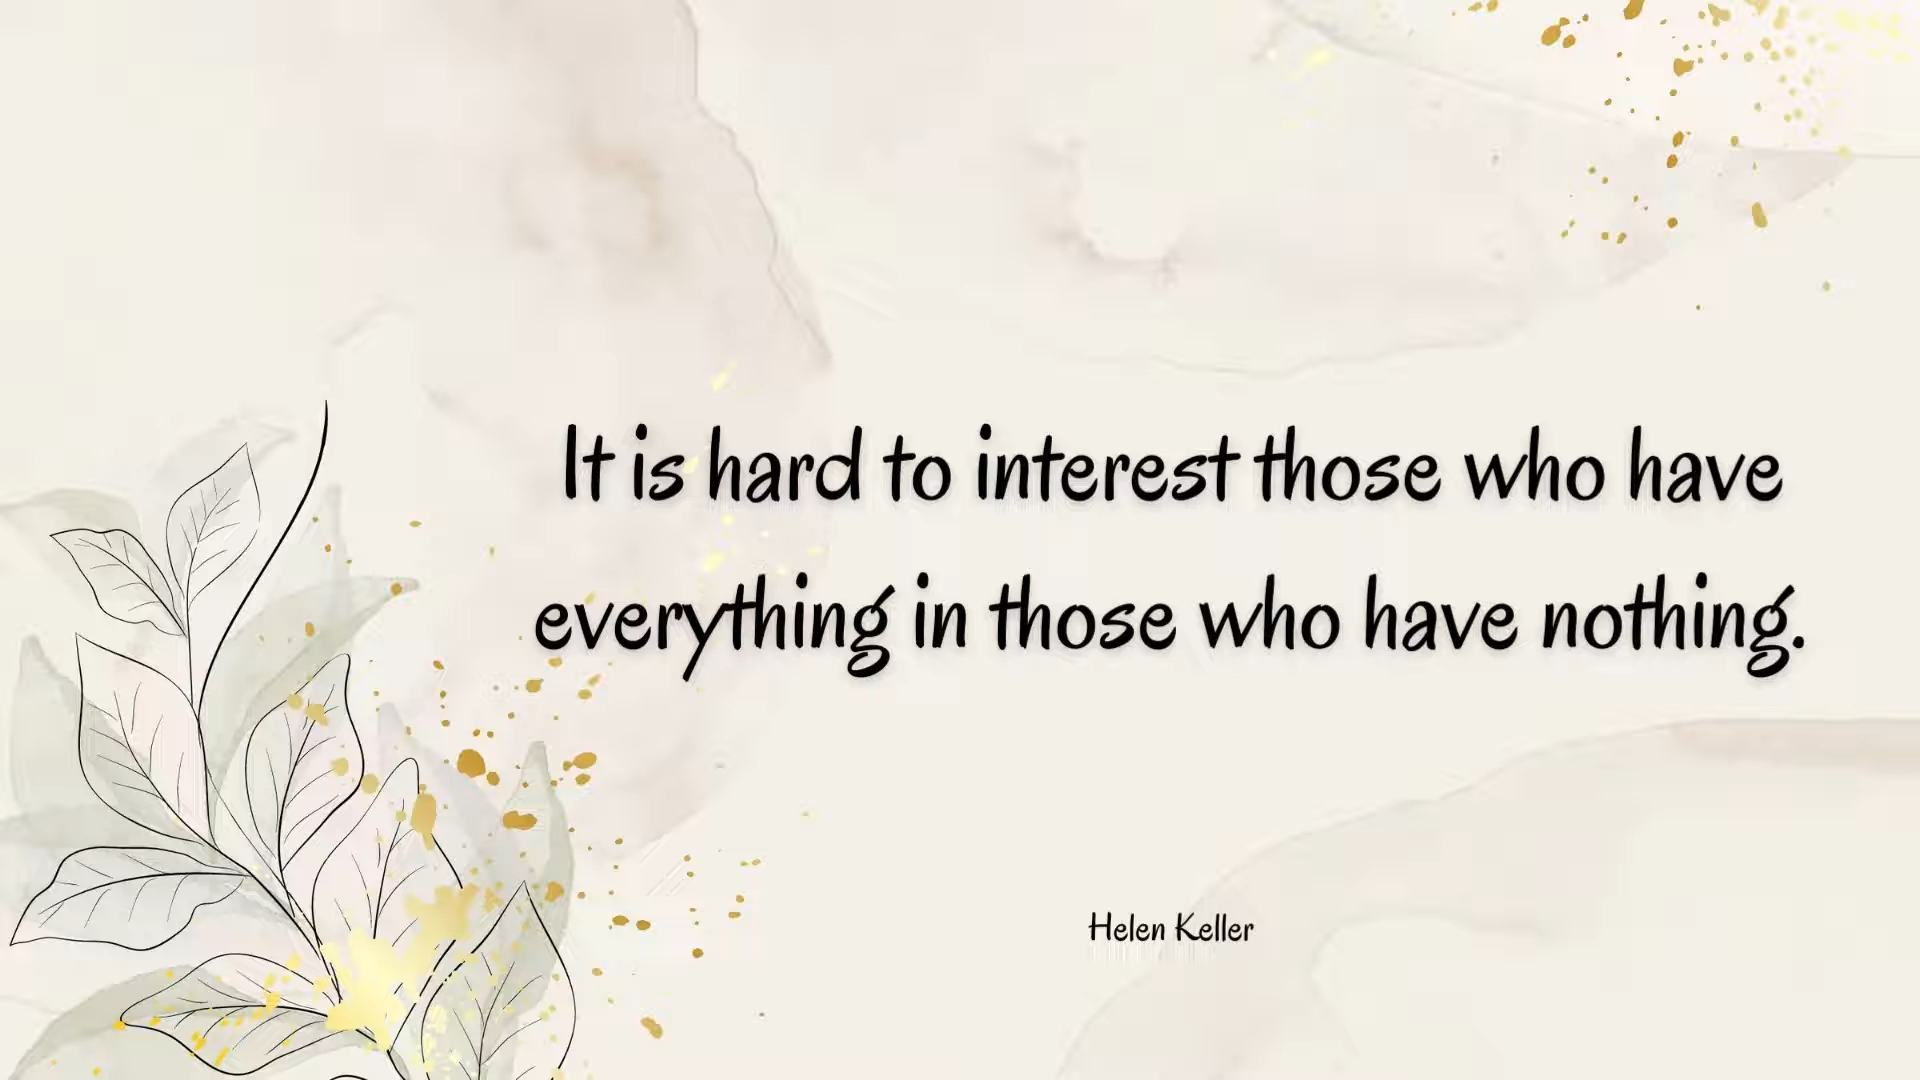 It is hard to interest those who have
everything in those who have nothing.
Helen Keller